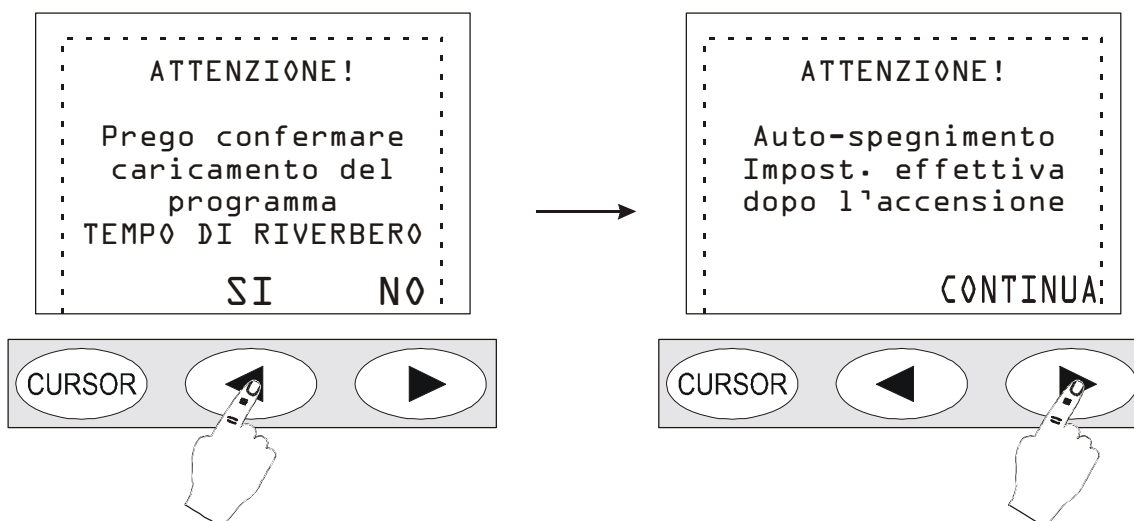 ATTENZIONE!
Prego confermare
caricamento del
programma
TEMPO DI RIVERBERO
SI NO
CURSOR
ATTENZIONE!
Auto-spegnimento
Impost. effettiva
dopo l'accensione
CONTINUA
CURSOR